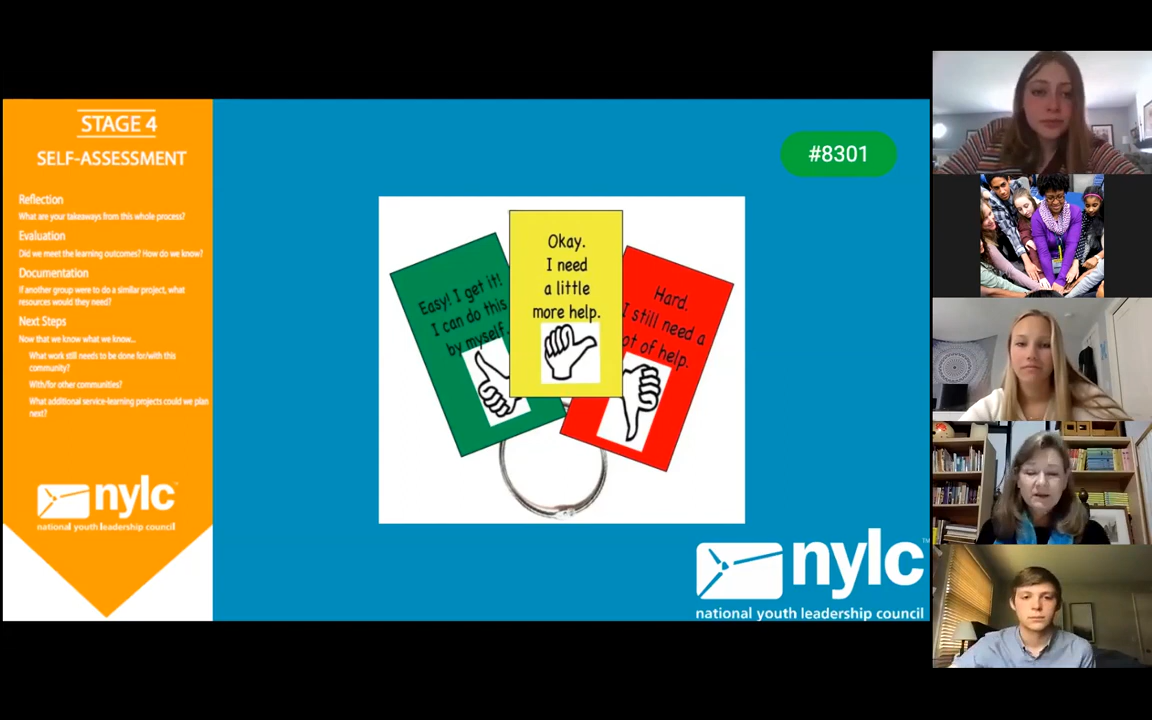 STAGE 4
SELF-ASSESSMENT
Reflection
What are your takeaways from this whole process?
Evaluation
Did we meet the learning outcomes? How do we know?
Documentation
If another group were to do a similar project, what
resources would they need?
Next Steps
Now that we know what we know...
What work still needs to be done for/with this
community?
With/for other communities?
What additional service-learning projects could we plan
next?
nylc
national youth leadership council
#8301
Easy! I get it!
I can do this
by myself.
Okay.
I need
a little
more help.
Hard.
I still need a
ot of help.
nylc™
national youth leadership council